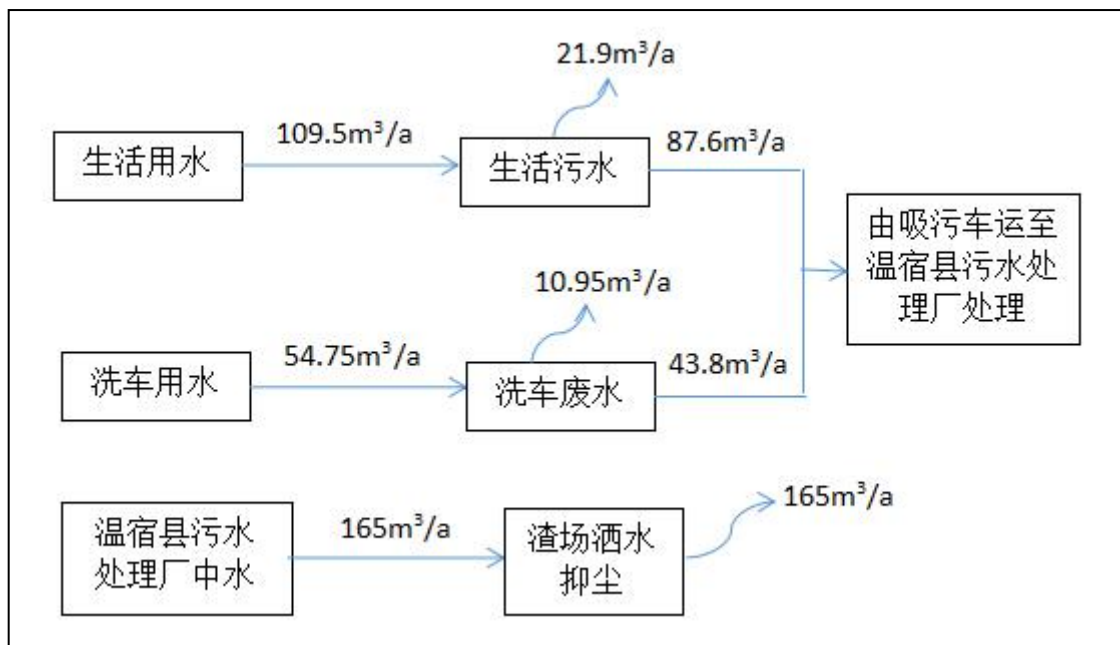 21.9m³/a
生活用水
109.5m³/a
生活污水
87.6m³/a
由吸污车运至
温宿县污水处
理厂处理
10.95m³/a
洗车用水
54.75m³/a
洗车废水
43.8m³/a
165m³/a
温宿县污水
处理厂中水
165m³/a
渣场洒水
抑尘